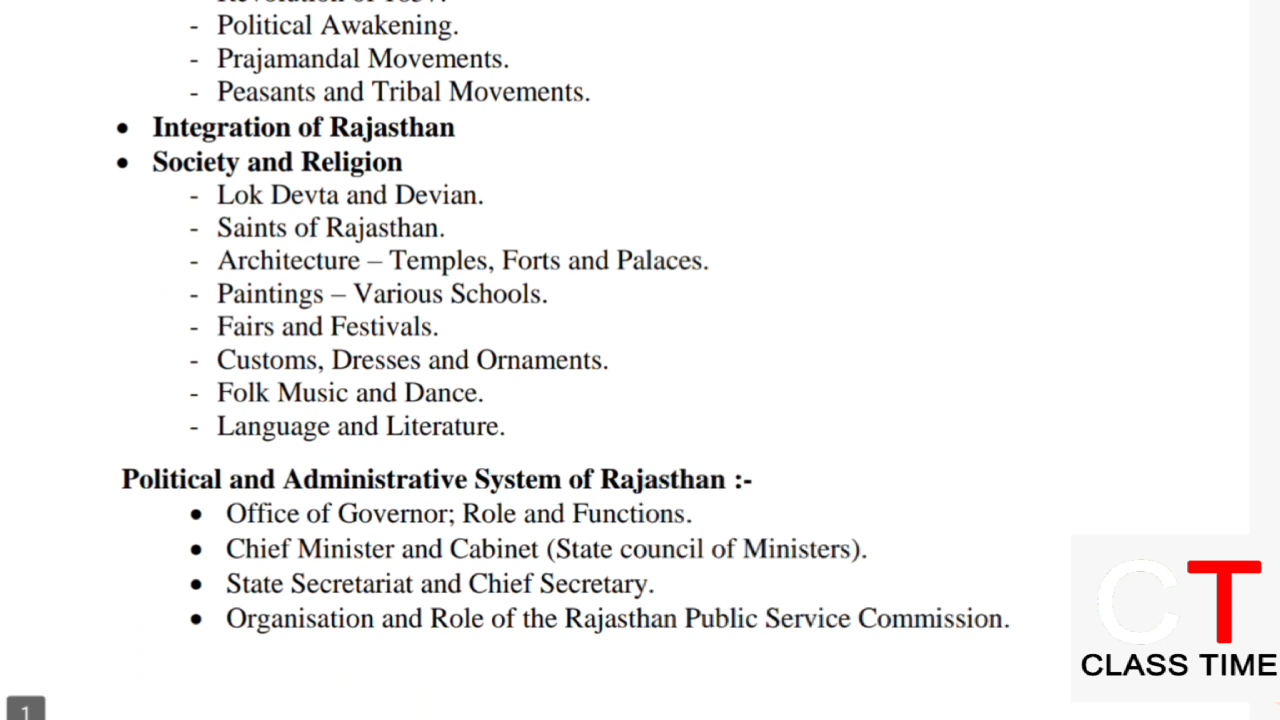 Revolution of 1857.
- Political Awakening.
- Prajamandal Movements.
- Peasants and Tribal Movements.
• Integration of Rajasthan
• Society and Religion
- Lok Devta and Devian.
- Saints of Rajasthan.
- Architecture – Temples, Forts and Palaces.
- Paintings – Various Schools.
- Fairs and Festivals.
- Customs, Dresses and Ornaments.
- Folk Music and Dance.
- Language and Literature.
Political and Administrative System of Rajasthan :-
• Office of Governor; Role and Functions.
• Chief Minister and Cabinet (State council of Ministers).
• State Secretariat and Chief Secretary.
• Organisation and Role of the Rajasthan Public Service Commission.
CT
CLASS TIME
1